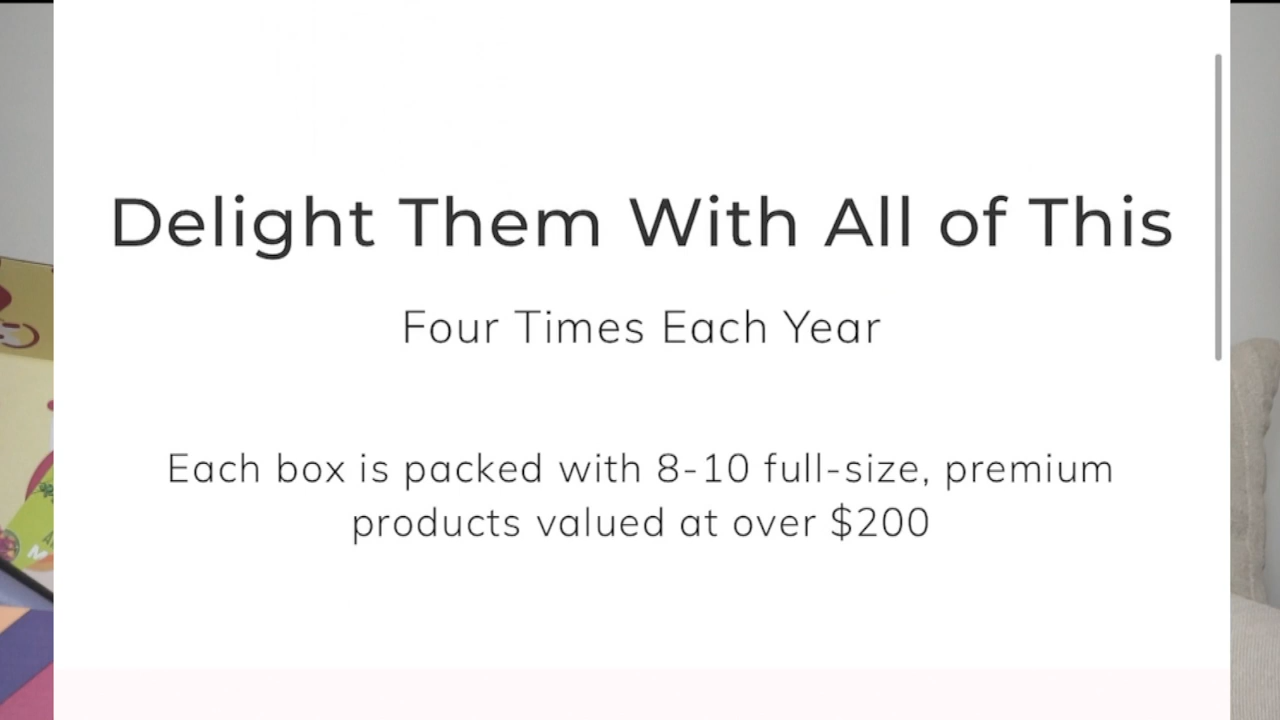 Delight Them With All of This
Four Times Each Year
Each box is packed with 8-10 full-size, premium
products valued at over $200